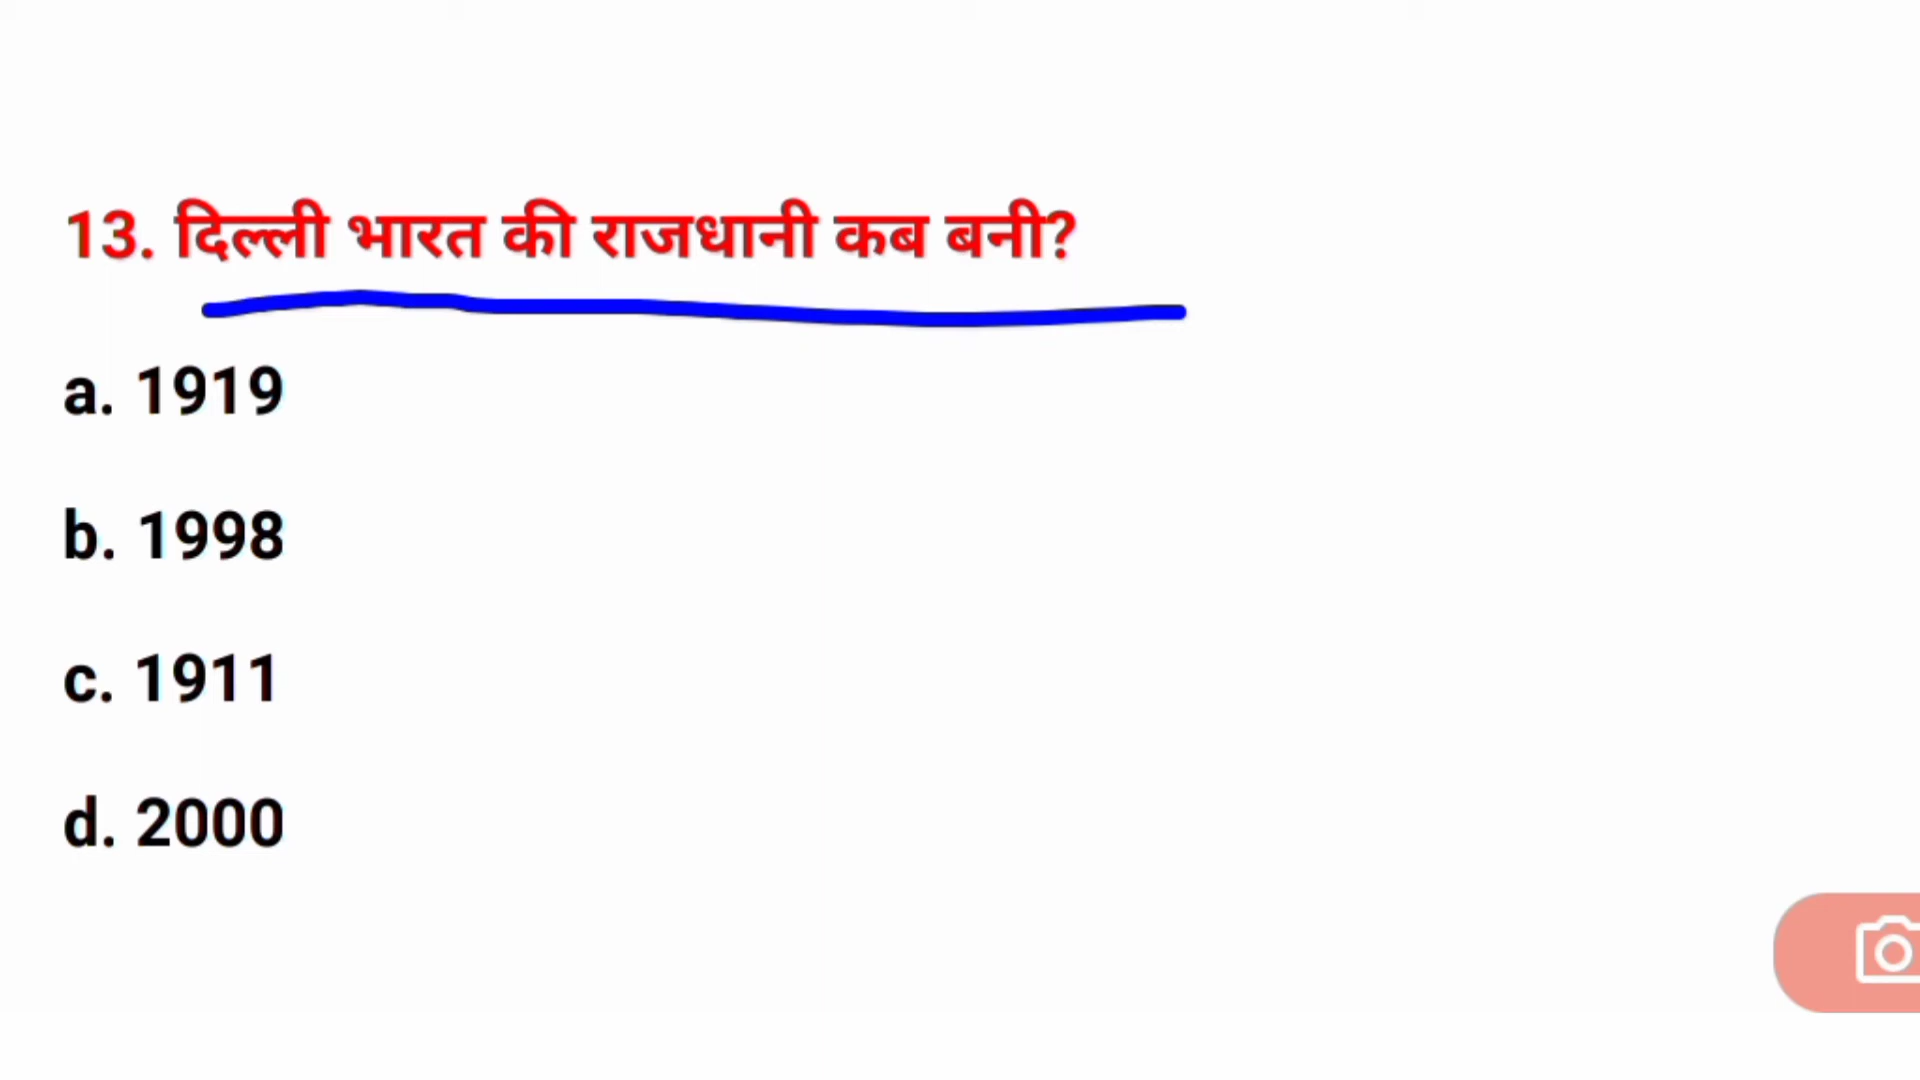 13. दिल्ली भारत की राजधानी कब बनी?
a. 1919
b. 1998
c. 1911
d. 2000